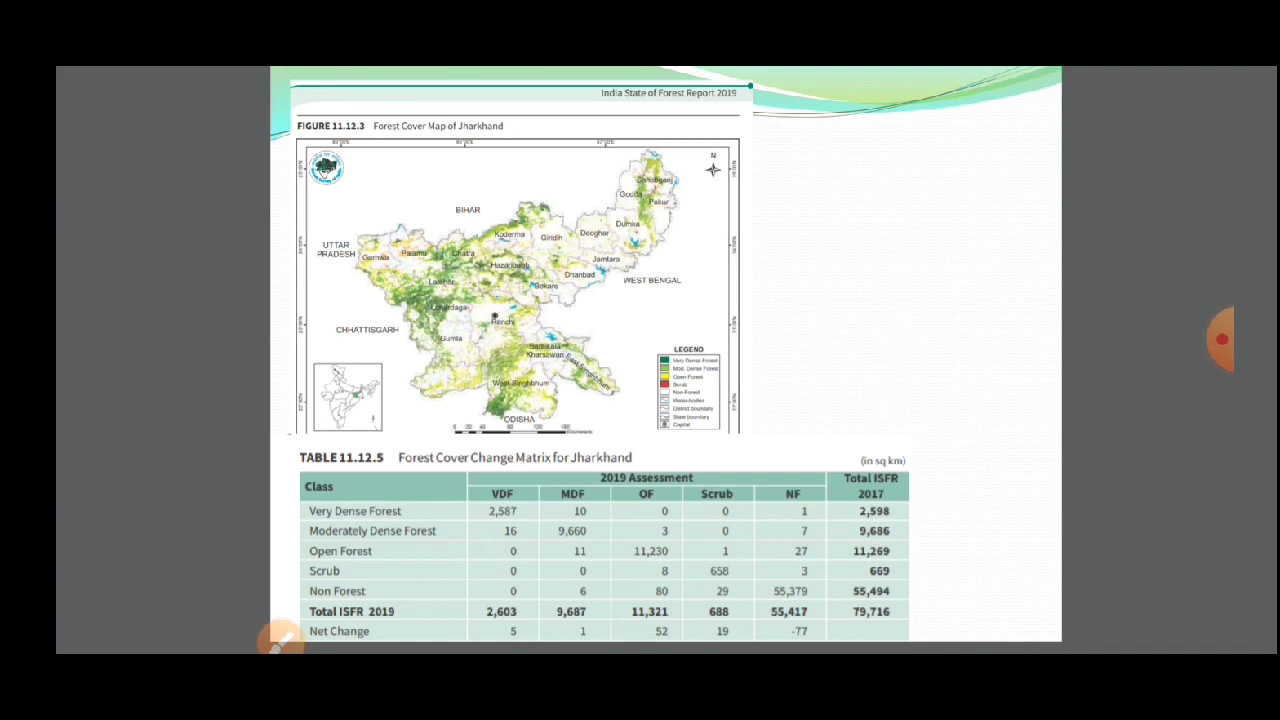 India State of Forest Report 2019
FIGURE 11.12.3 Forest Cover Map of Jharkhand
N
BIHAR
Sahibganj
Godda
Pakur
Dumka
Koderma
Giridih
Deoghar
UTTAR
PRADESH
Garhwa
Palamu
Chatra
Jamtara
Hazaribagh
Dhanbad
WEST BENGAL
Latehar
Bokaro
Lohardaga
CHHATTISGARH
Ranchi
Gumla
Saraikela
Kharsawan
East Singhbhum
West Singhbhum
ODISHA
LEGEND
Very Dense Forest
Mod. Dense Forest
Open Forest
Scrub
Non-Forest
Water-bodies
District boundary
State boundary
Capital
TABLE 11.12.5 Forest Cover Change Matrix for Jharkhand (in sq km)
Class 2019 Assessment Total ISFR 2017
VDF MDF OF Scrub NF
Very Dense Forest 2,587 10 0 0 1 2,598
Moderately Dense Forest 16 9,660 3 0 7 9,686
Open Forest 0 11 11,230 1 27 11,269
Scrub 0 0 8 658 3 669
Non Forest 0 6 80 29 55,379 55,494
Total ISFR 2019 2,603 9,687 11,321 688 55,417 79,716
Net Change 5 1 52 19 -77